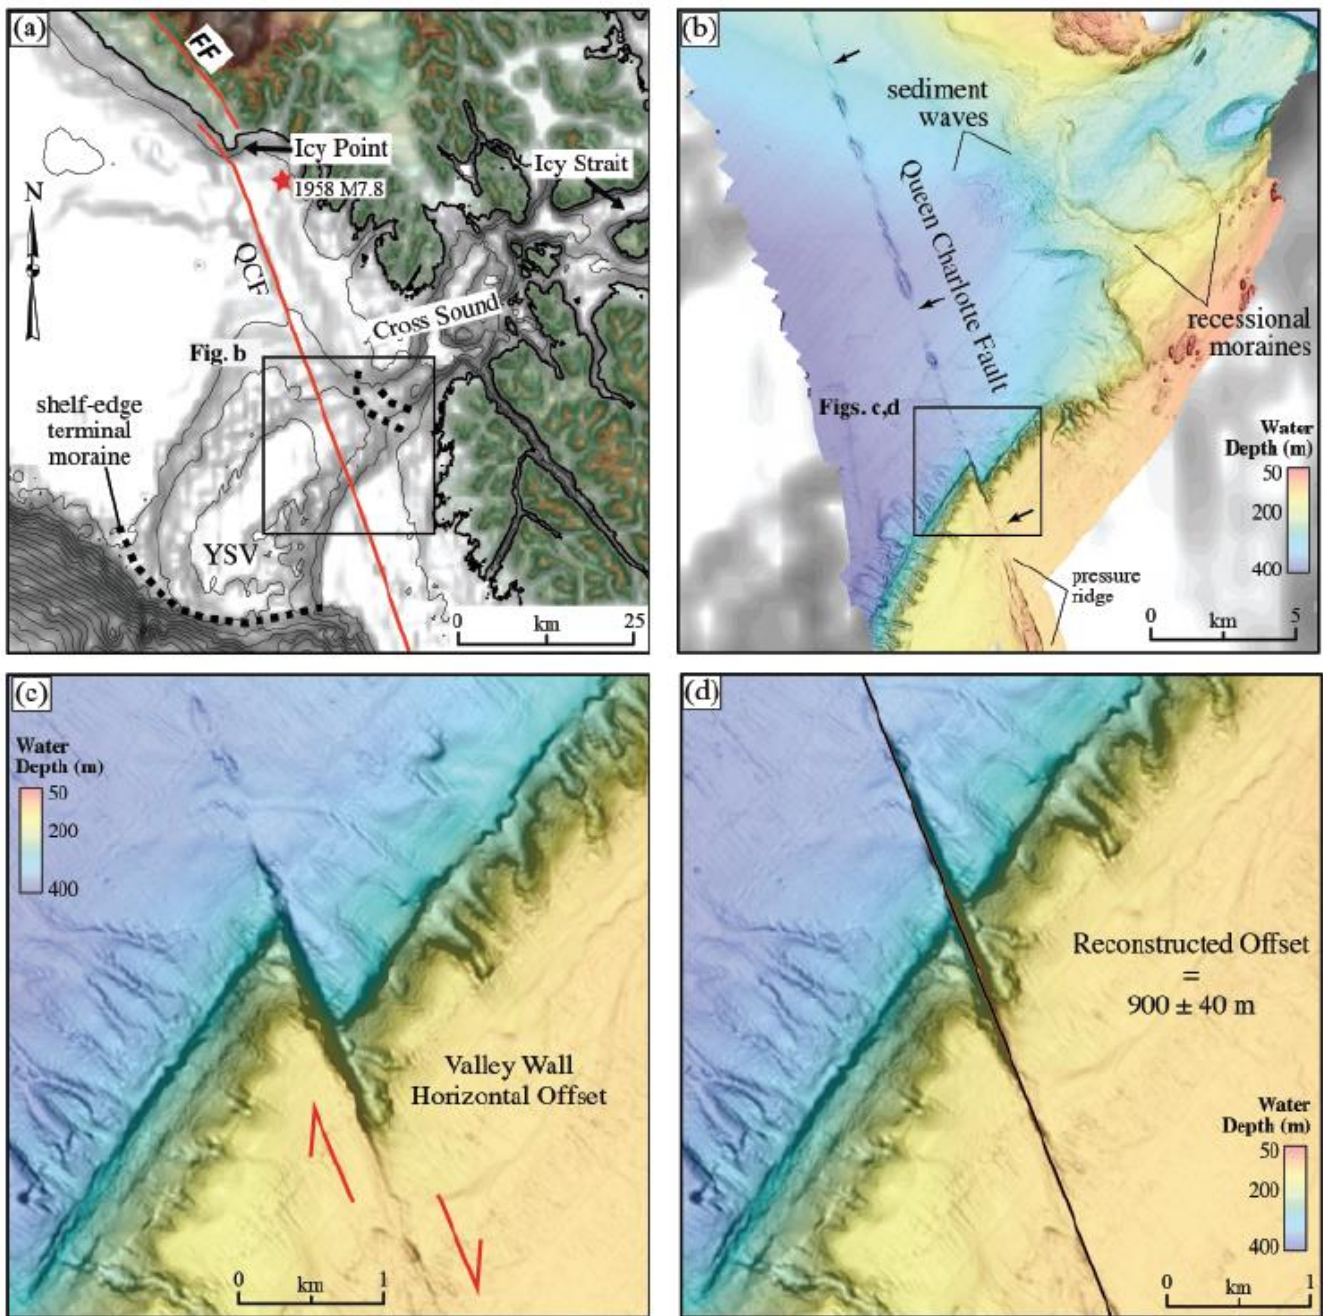 (a)
FF
Icy Point
Icy Strait
1958 M7.8
N
QCF
Cross Sound
Fig. b
shelf-edge
terminal
moraine
YSV
0
25
km
(b)
sediment
waves
Queen Charlotte Fault
recessional
moraines
Figs. c,d
Water
Depth (m)
50
200
400
pressure
ridge
0
5
km
(c)
Water
Depth (m)
50
200
400
Valley Wall
Horizontal Offset
0
1
km
(d)
Reconstructed Offset
=
900 ± 40 m
Water
Depth (m)
50
200
400
0
1
km